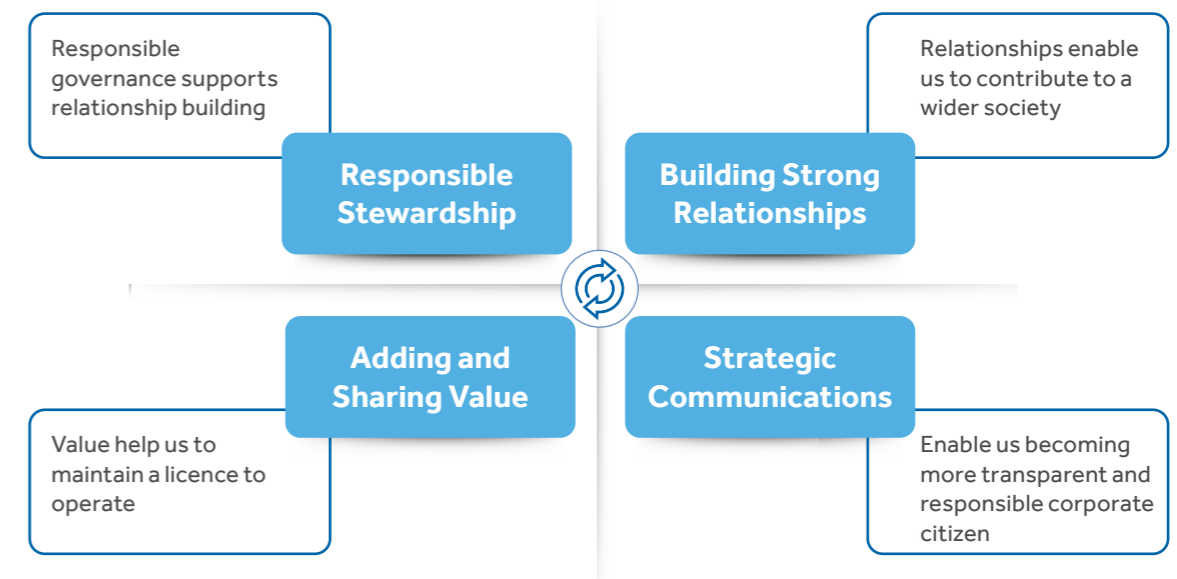 Responsible
governance supports
relationship building
Responsible
Stewardship
Relationships enable
us to contribute to a
wider society
Building Strong
Relationships
Adding and
Sharing Value
Value help us to
maintain a licence to
operate
Strategic
Communications
Enable us becoming
more transparent and
responsible corporate
citizen